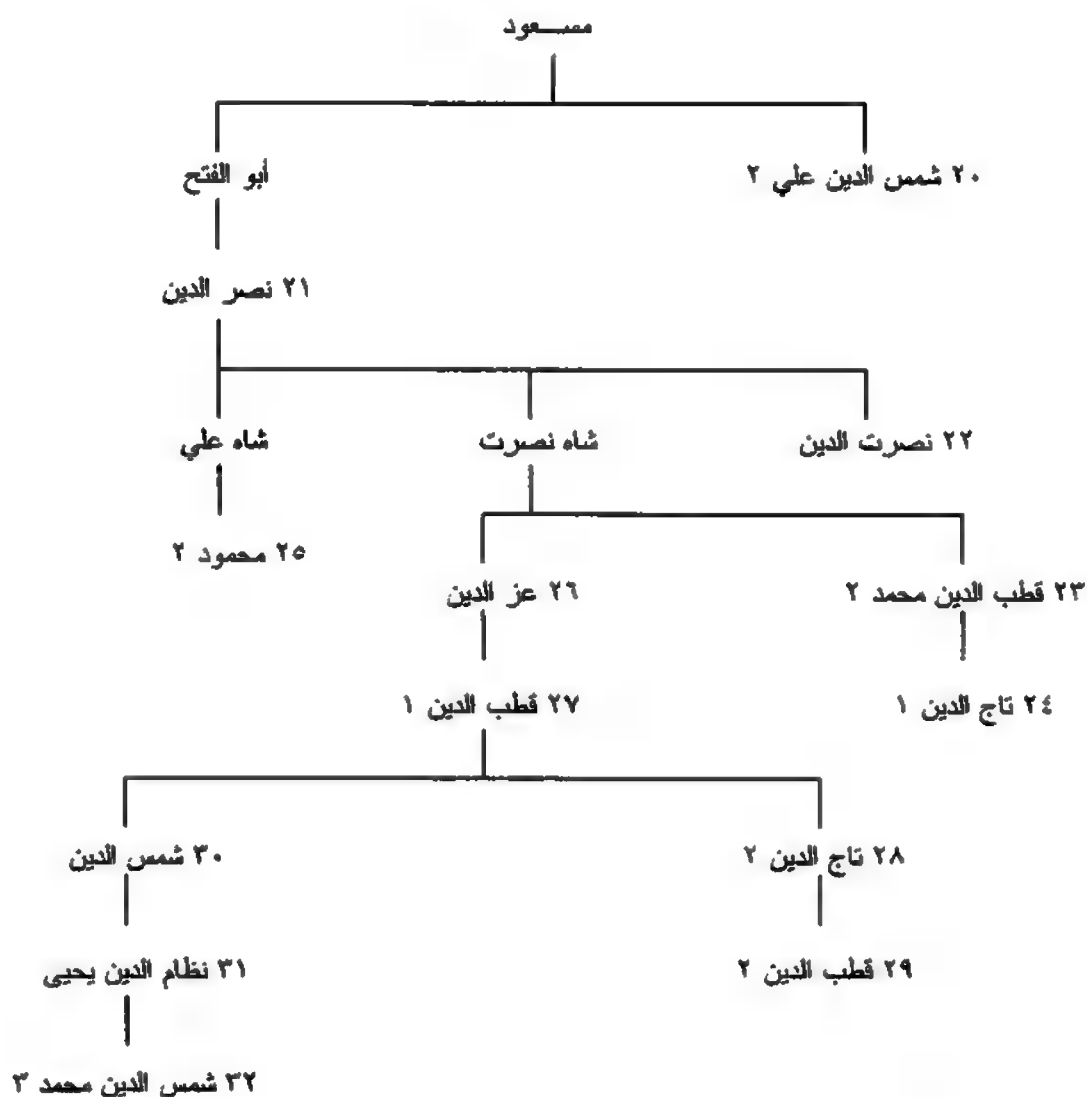 مسعود
٢٠ شمس الدين علي ٢
أبو الفتح
٢١ نصر الدين
٢٢ نصرت الدين
شاه نصرت
شاه علي
٢٥ محمود ٢
٢٣ قطب الدين محمد ٢
٢٦ عز الدين
٢٤ تاج الدين ١
٢٧ قطب الدين ١
٢٨ تاج الدين ٢
٣٠ شمس الدين
٢٩ قطب الدين ٢
٣١ نظام الدين يحيى
٣٢ شمس الدين محمد ٣